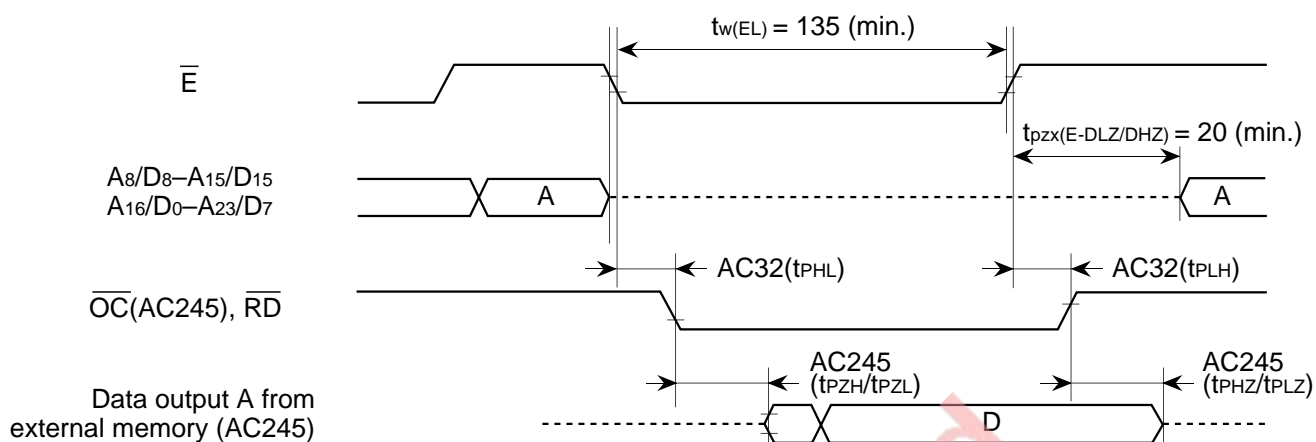 tw(EL) = 135 (min.)
E
tpzx(E-DLZ/DHZ) = 20 (min.)
A8/D8–A15/D15
A16/D0–A23/D7
A
A
AC32(tPHL)
AC32(tPLH)
OC(AC245), RD
AC245
(tPZH/tPZL)
AC245
(tPHZ/tPLZ)
Data output A from
external memory (AC245)
D